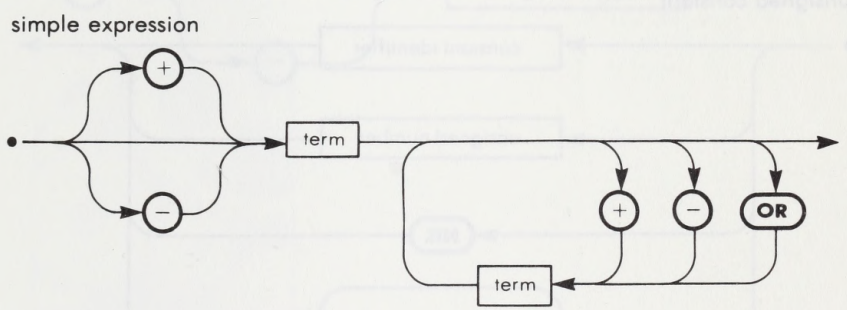 simple expression
+
term
−
+
−
OR
term